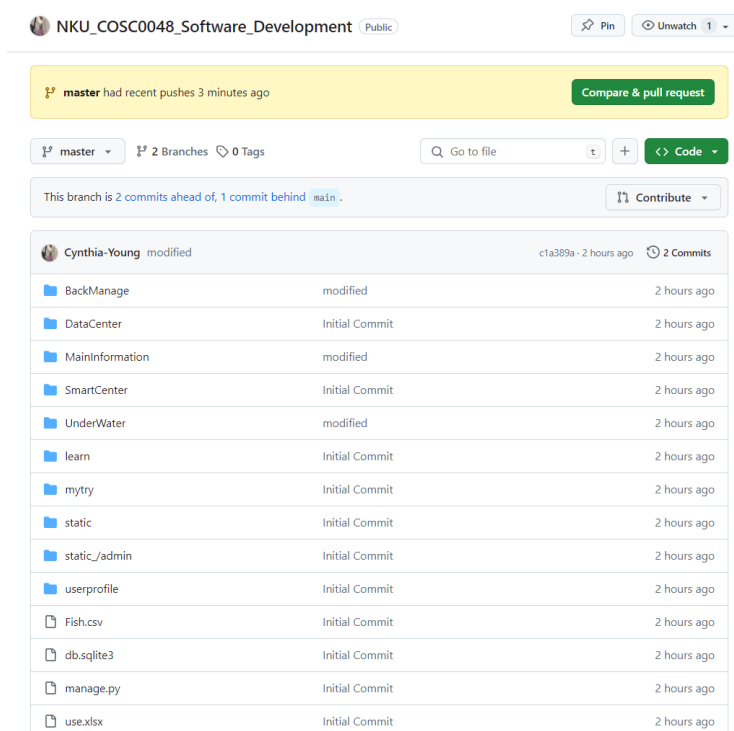 NKU_COSC0048_Software_Development Public Pin Unwatch 1
master had recent pushes 3 minutes ago Compare & pull request
master 2 Branches 0 Tags Go to file t Code
This branch is 2 commits ahead of, 1 commit behind main . Contribute
Cynthia-Young modified c1a389a · 2 hours ago 2 Commits
BackManage modified 2 hours ago
DataCenter Initial Commit 2 hours ago
MainInformation modified 2 hours ago
SmartCenter Initial Commit 2 hours ago
UnderWater modified 2 hours ago
learn Initial Commit 2 hours ago
mytry Initial Commit 2 hours ago
static Initial Commit 2 hours ago
static_/admin Initial Commit 2 hours ago
userprofile Initial Commit 2 hours ago
Fish.csv Initial Commit 2 hours ago
db.sqlite3 Initial Commit 2 hours ago
manage.py Initial Commit 2 hours ago
use.xlsx Initial Commit 2 hours ago